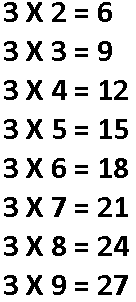 3 X 2 = 6
3 X 3 = 9
3 X 4 = 12
3 X 5 = 15
3 X 6 = 18
3 X 7 = 21
3 X 8 = 24
3 X 9 = 27